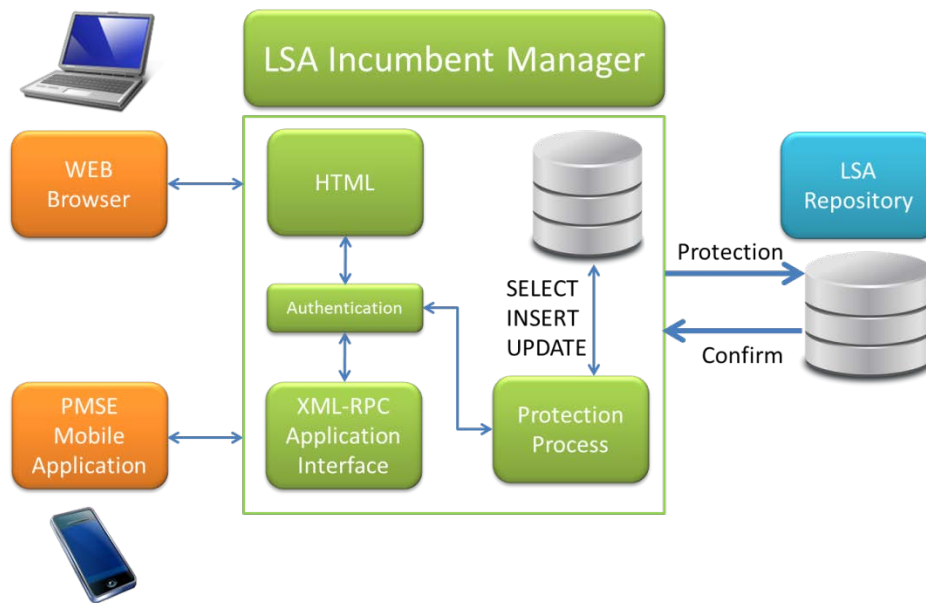 LSA Incumbent Manager
WEB
Browser
HTML
LSA
Repository
Protection
Authentication
SELECT
INSERT
UPDATE
Confirm
PMSE
Mobile
Application
XML-RPC
Application
Interface
Protection
Process